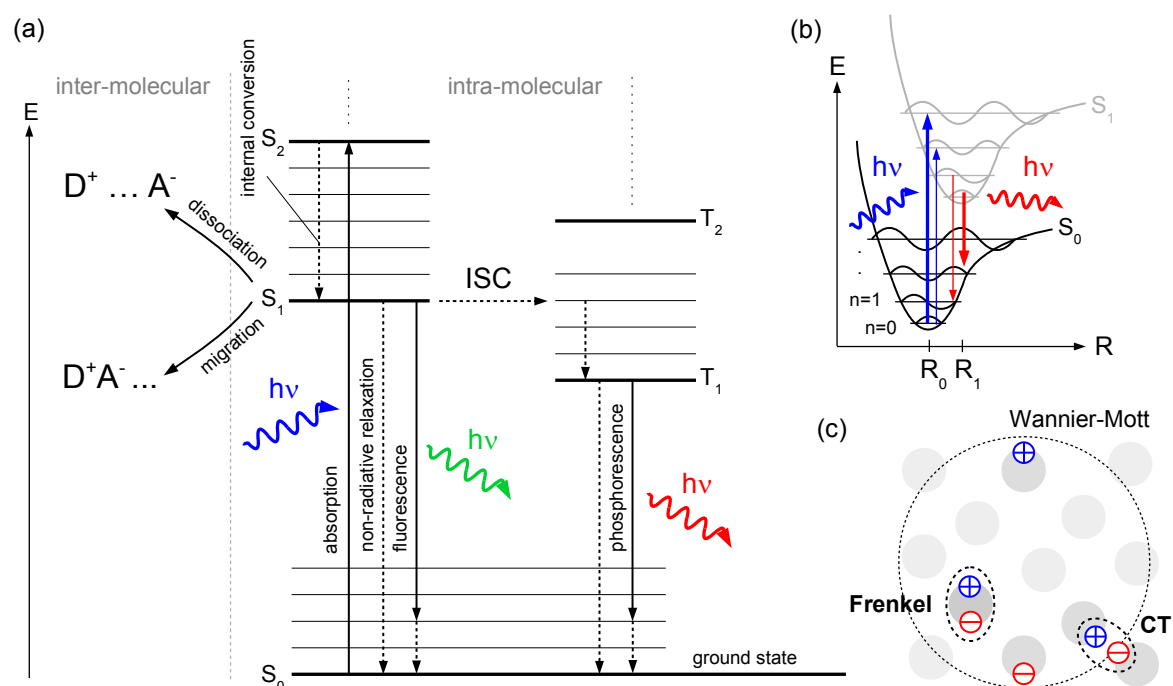 (a)
inter-molecular
intra-molecular
E
S2
internal conversion
D+ … A-
dissociation
T2
S1
ISC
migration
D+A- ...
T1
hν
hν
hν
absorption
non-radiative relaxation
fluorescence
phosphorescence
ground state
S0
(b)
E
S1
hν
hν
S0
n=1
n=0
R
R0
R1
(c)
Wannier-Mott
Frenkel
CT